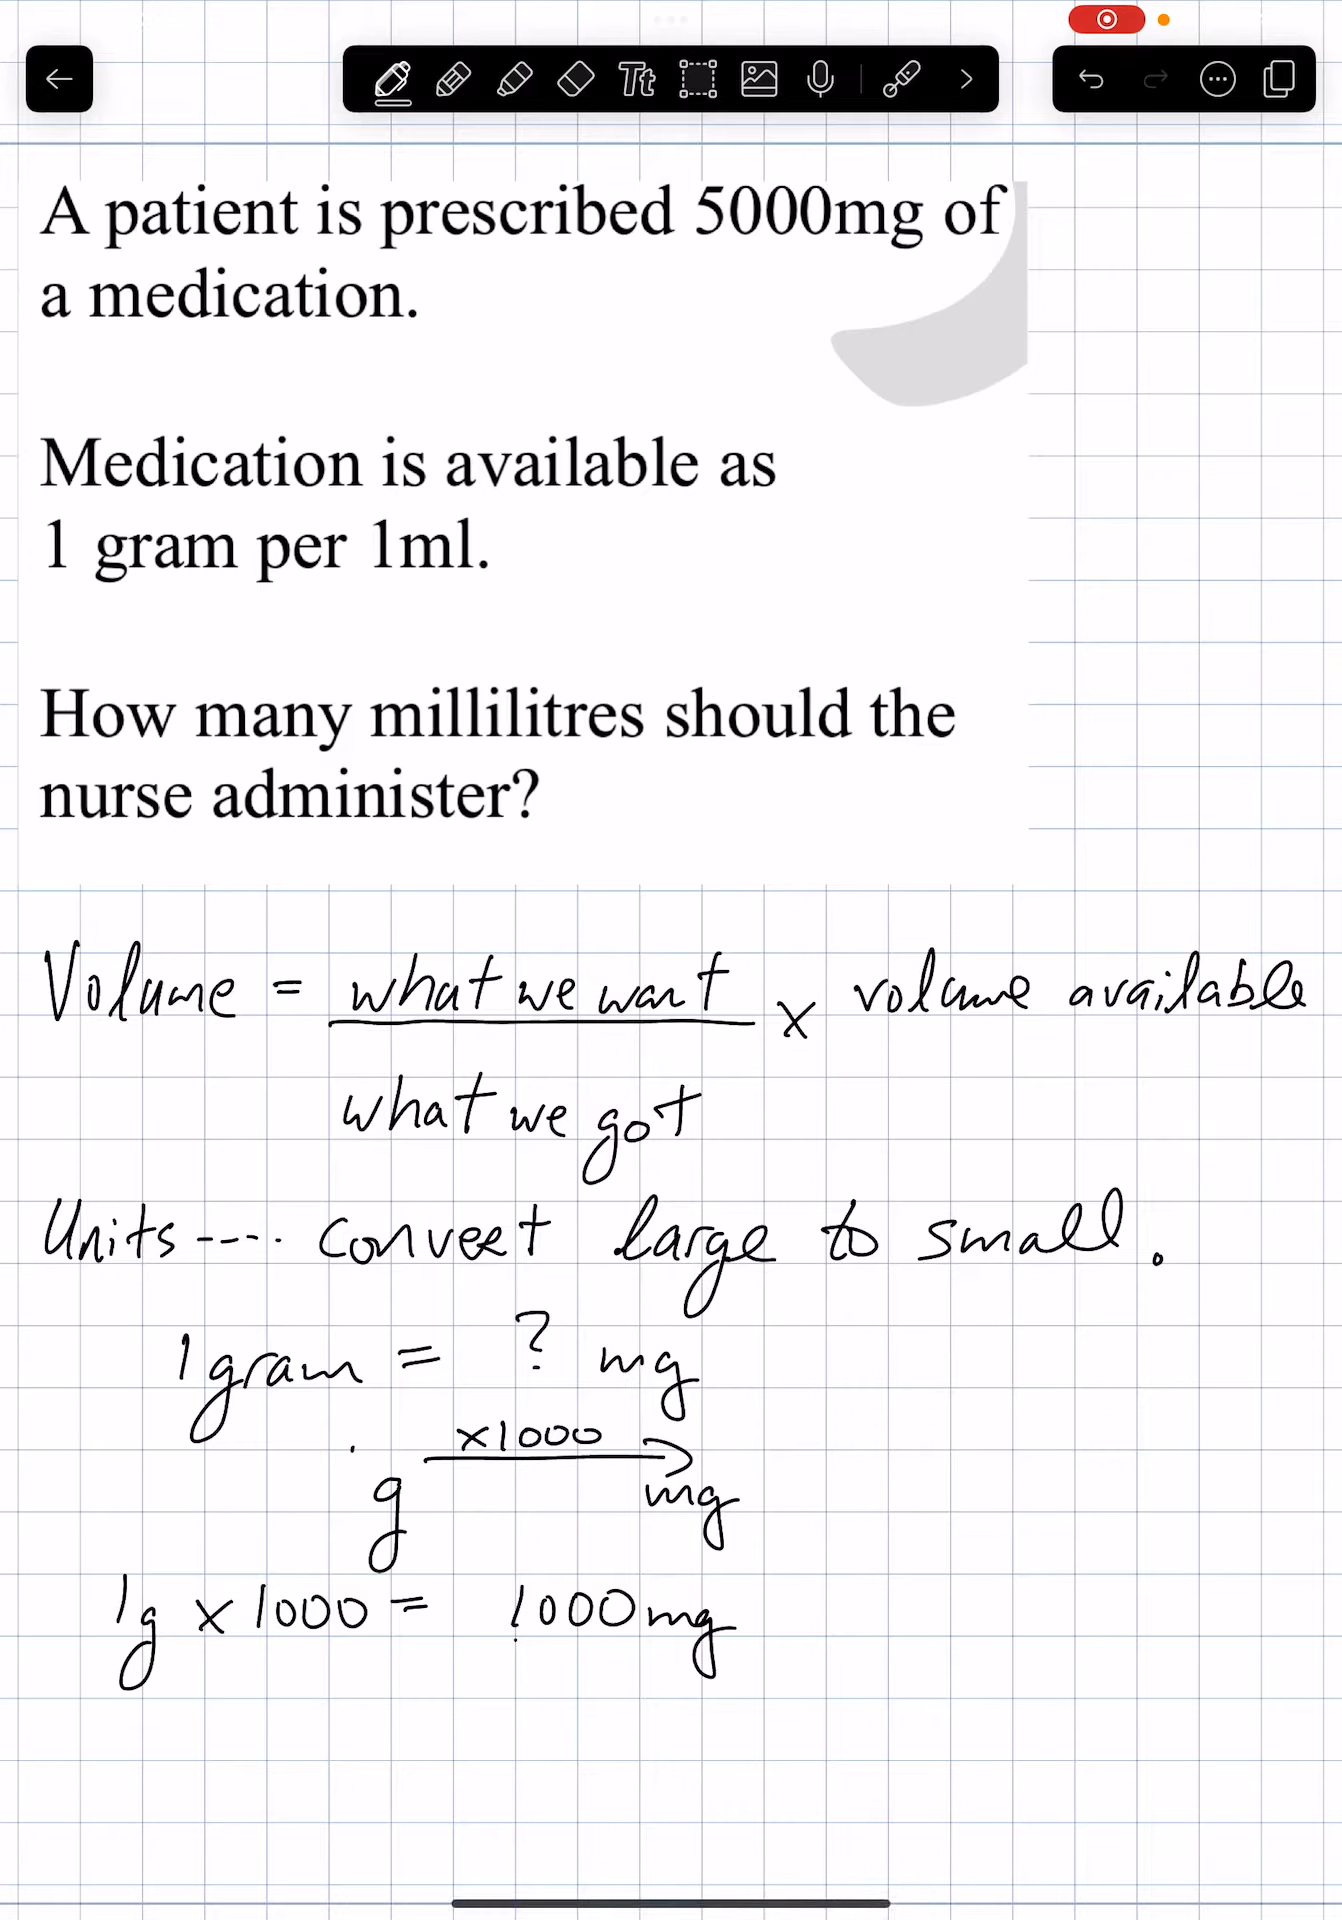 A patient is prescribed 5000mg of
a medication.
Medication is available as
1 gram per 1ml.
How many millilitres should the
nurse administer?
Volume = what we want x volume available
what we got
Units ---- convert large to small.
1 gram = ? mg
x1000
g mg
1g x 1000 = 1000mg